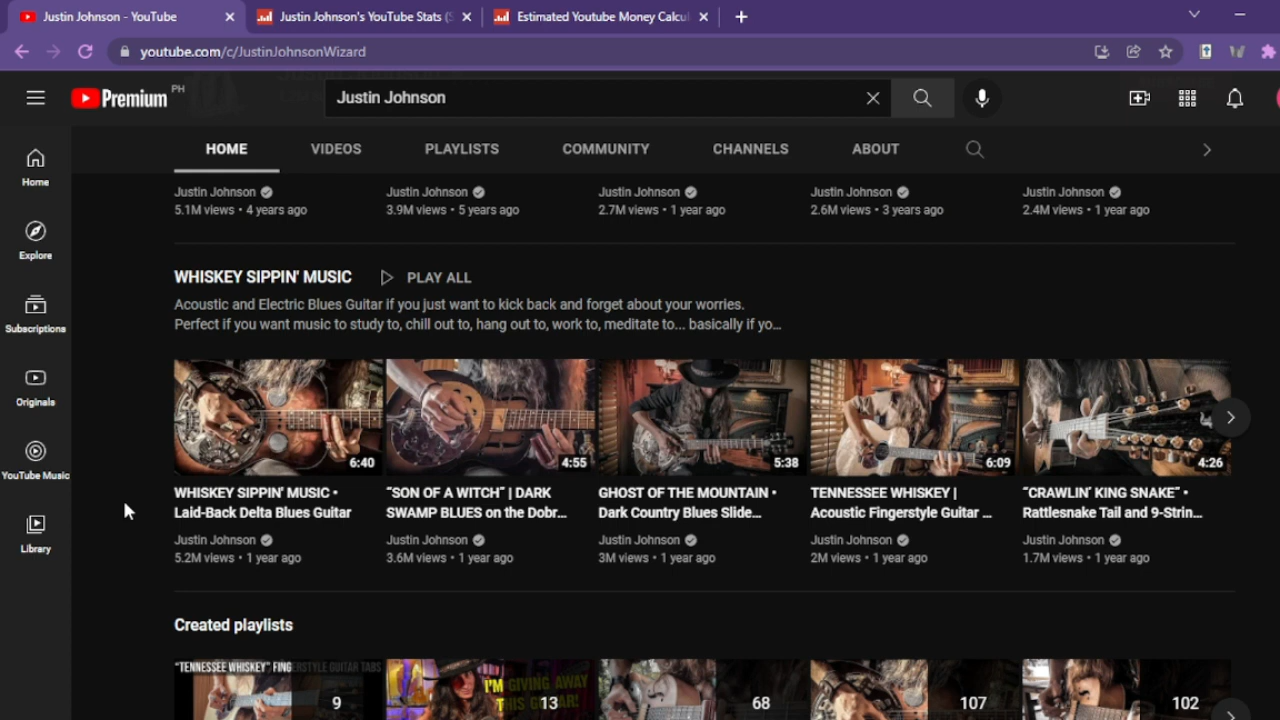 Justin Johnson - YouTube
Justin Johnson's YouTube Stats (S
Estimated Youtube Money Calcul
youtube.com/c/JustinJohnsonWizard
Premium PH
Justin Johnson
HOME VIDEOS PLAYLISTS COMMUNITY CHANNELS ABOUT
Home
Explore
Subscriptions
Originals
YouTube Music
Library
Justin Johnson
5.1M views • 4 years ago
Justin Johnson
3.9M views • 5 years ago
Justin Johnson
2.7M views • 1 year ago
Justin Johnson
2.6M views • 3 years ago
Justin Johnson
2.4M views • 1 year ago
WHISKEY SIPPIN' MUSIC PLAY ALL
Acoustic and Electric Blues Guitar if you just want to kick back and forget about your worries.
Perfect if you want music to study to, chill out to, hang out to, work to, meditate to... basically if yo...
6:40
WHISKEY SIPPIN' MUSIC •
Laid-Back Delta Blues Guitar
Justin Johnson
5.2M views • 1 year ago
4:55
"SON OF A WITCH" | DARK
SWAMP BLUES on the Dobr...
Justin Johnson
3.6M views • 1 year ago
5:38
GHOST OF THE MOUNTAIN •
Dark Country Blues Slide...
Justin Johnson
3M views • 1 year ago
6:09
TENNESSEE WHISKEY |
Acoustic Fingerstyle Guitar ...
Justin Johnson
2M views • 1 year ago
4:26
"CRAWLIN' KING SNAKE" •
Rattlesnake Tail and 9-Strin...
Justin Johnson
1.7M views • 1 year ago
Created playlists
"TENNESSEE WHISKEY" FINGERSTYLE GUITAR TABS
9
I'M GIVING AWAY
THIS GUITAR!
13
68
107
102